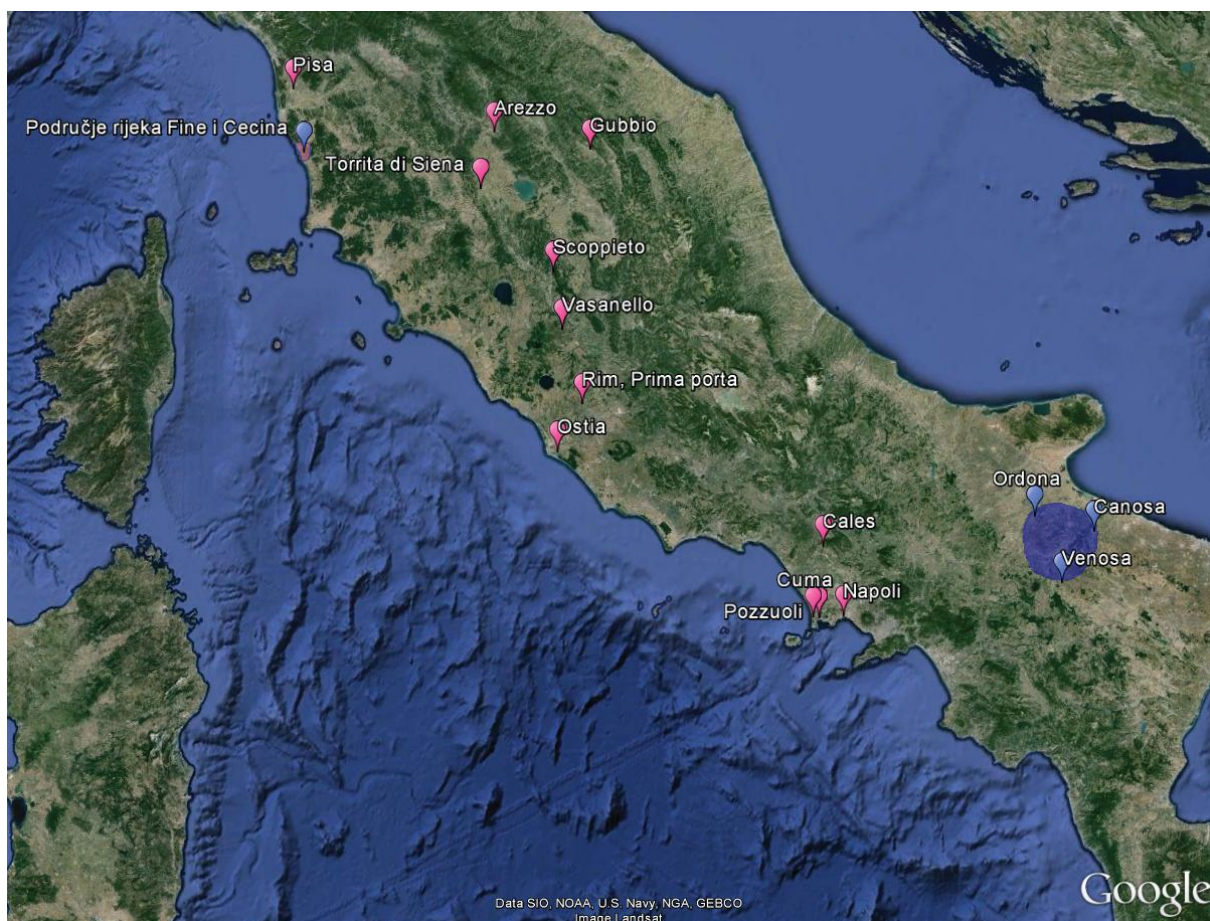 Pisa
Arezzo
Područje rijeka Fine i Cecina
Gubbio
Torrita di Siena
Scoppieto
Vasanello
Rim, Prima porta
Ostia
Ordona
Canosa
Cales
Venosa
Cuma
Napoli
Pozzuoli
Google
Data SIO, NOAA, U.S. Navy, NGA, GEBCO
Image Landsat